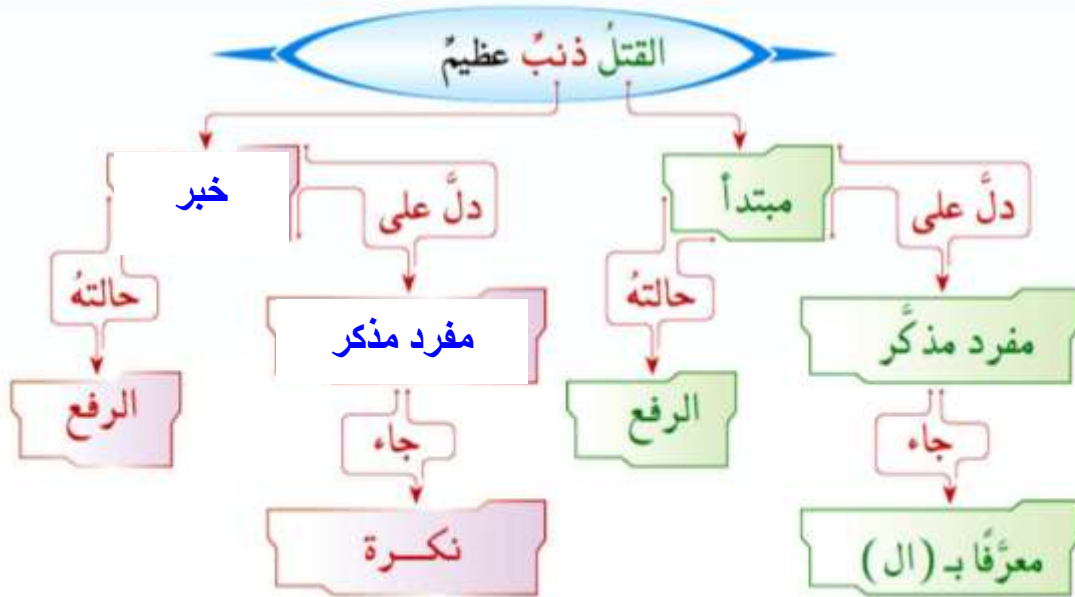 القتلُ ذنبٌ عظيمٌ
مبتدأ
دلَّ على
حالتهُ
مفرد مذكَّر
الرفع
جاء
معرَّفًا بـ (ال)
خبر
دلَّ على
حالتهُ
مفرد مذكر
الرفع
جاء
نكـــرة